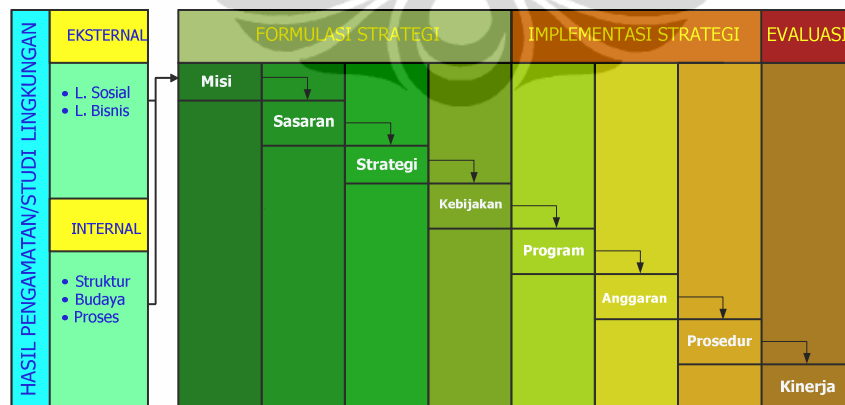 HASIL PENGAMATAN/STUDI LINGKUNGAN
EKSTERNAL
• L. Sosial
• L. Bisnis
INTERNAL
• Struktur
• Budaya
• Proses
FORMULASI STRATEGI
IMPLEMENTASI STRATEGI
EVALUASI
Misi
Sasaran
Strategi
Kebijakan
Program
Anggaran
Prosedur
Kinerja